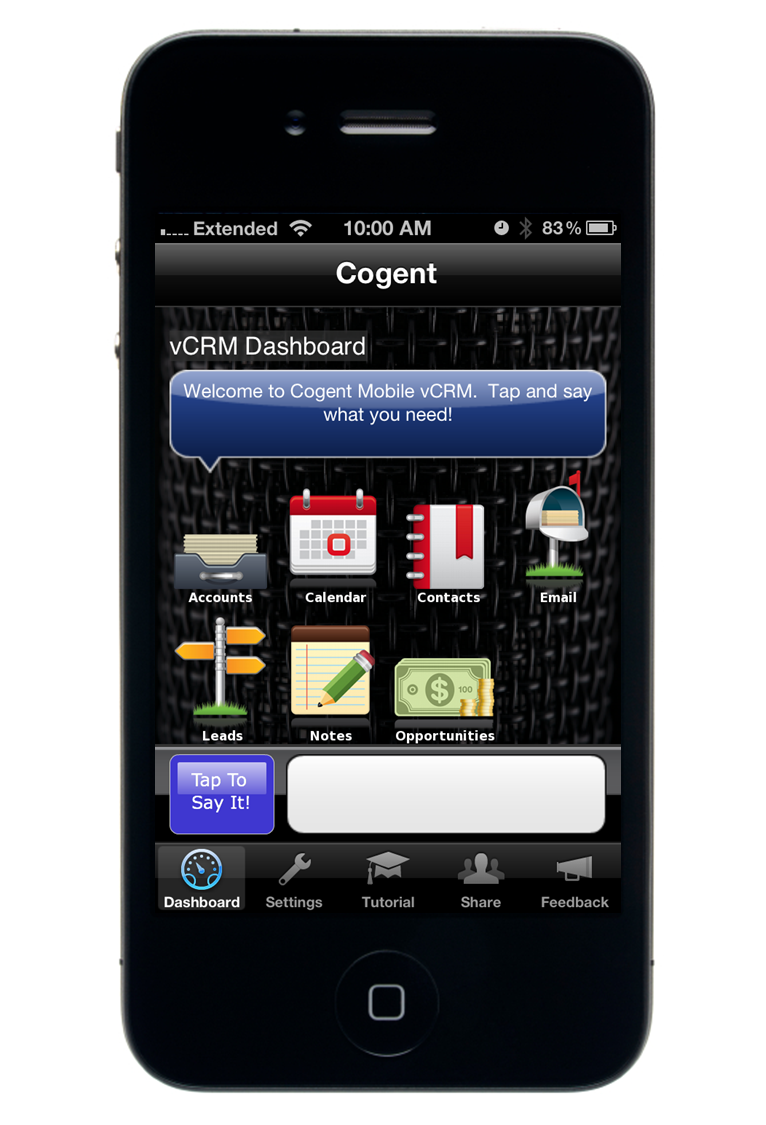 Extended 10:00 AM 83%
Cogent
vCRM Dashboard
Welcome to Cogent Mobile vCRM. Tap and say
what you need!
Accounts Calendar Contacts Email
100
Leads Notes Opportunities
Tap To
Say It!
Dashboard Settings Tutorial Share Feedback